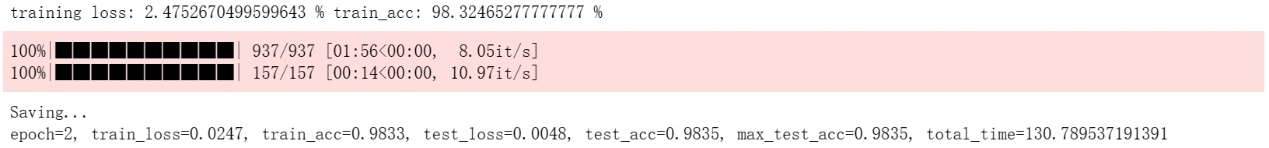 training loss: 2.4752670499599643 % train_acc: 98.32465277777777 %
100%|██████████| 937/937 [01:56<00:00,  8.05it/s]
100%|██████████| 157/157 [00:14<00:00, 10.97it/s]
Saving...
epoch=2, train_loss=0.0247, train_acc=0.9833, test_loss=0.0048, test_acc=0.9835, max_test_acc=0.9835, total_time=130.789537191391